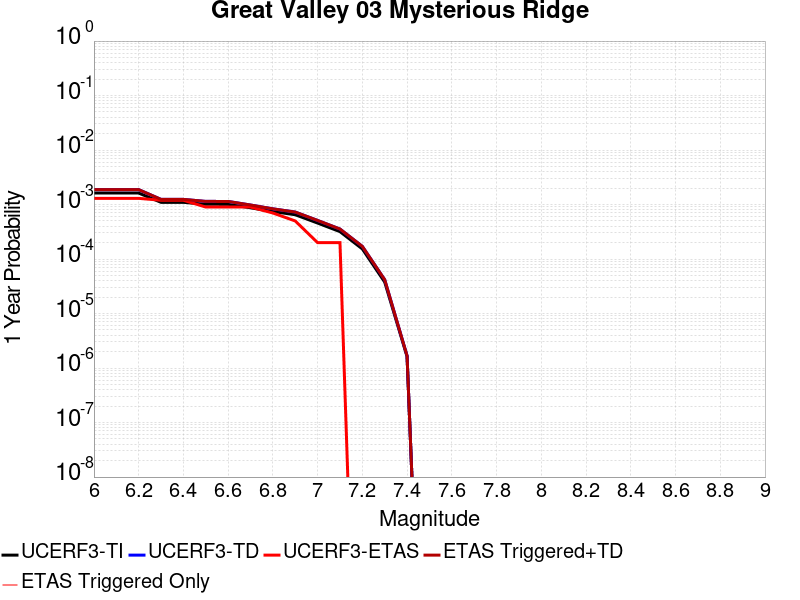 Great Valley 03 Mysterious Ridge
10 0
10 -1
10 -2
10 -3
10 -4
10 -5
10 -6
10 -7
10 -8
1 Year Probability
6 6.2 6.4 6.6 6.8 7 7.2 7.4 7.6 7.8 8 8.2 8.4 8.6 8.8 9
Magnitude
UCERF3-TI UCERF3-TD UCERF3-ETAS ETAS Triggered+TD
ETAS Triggered Only